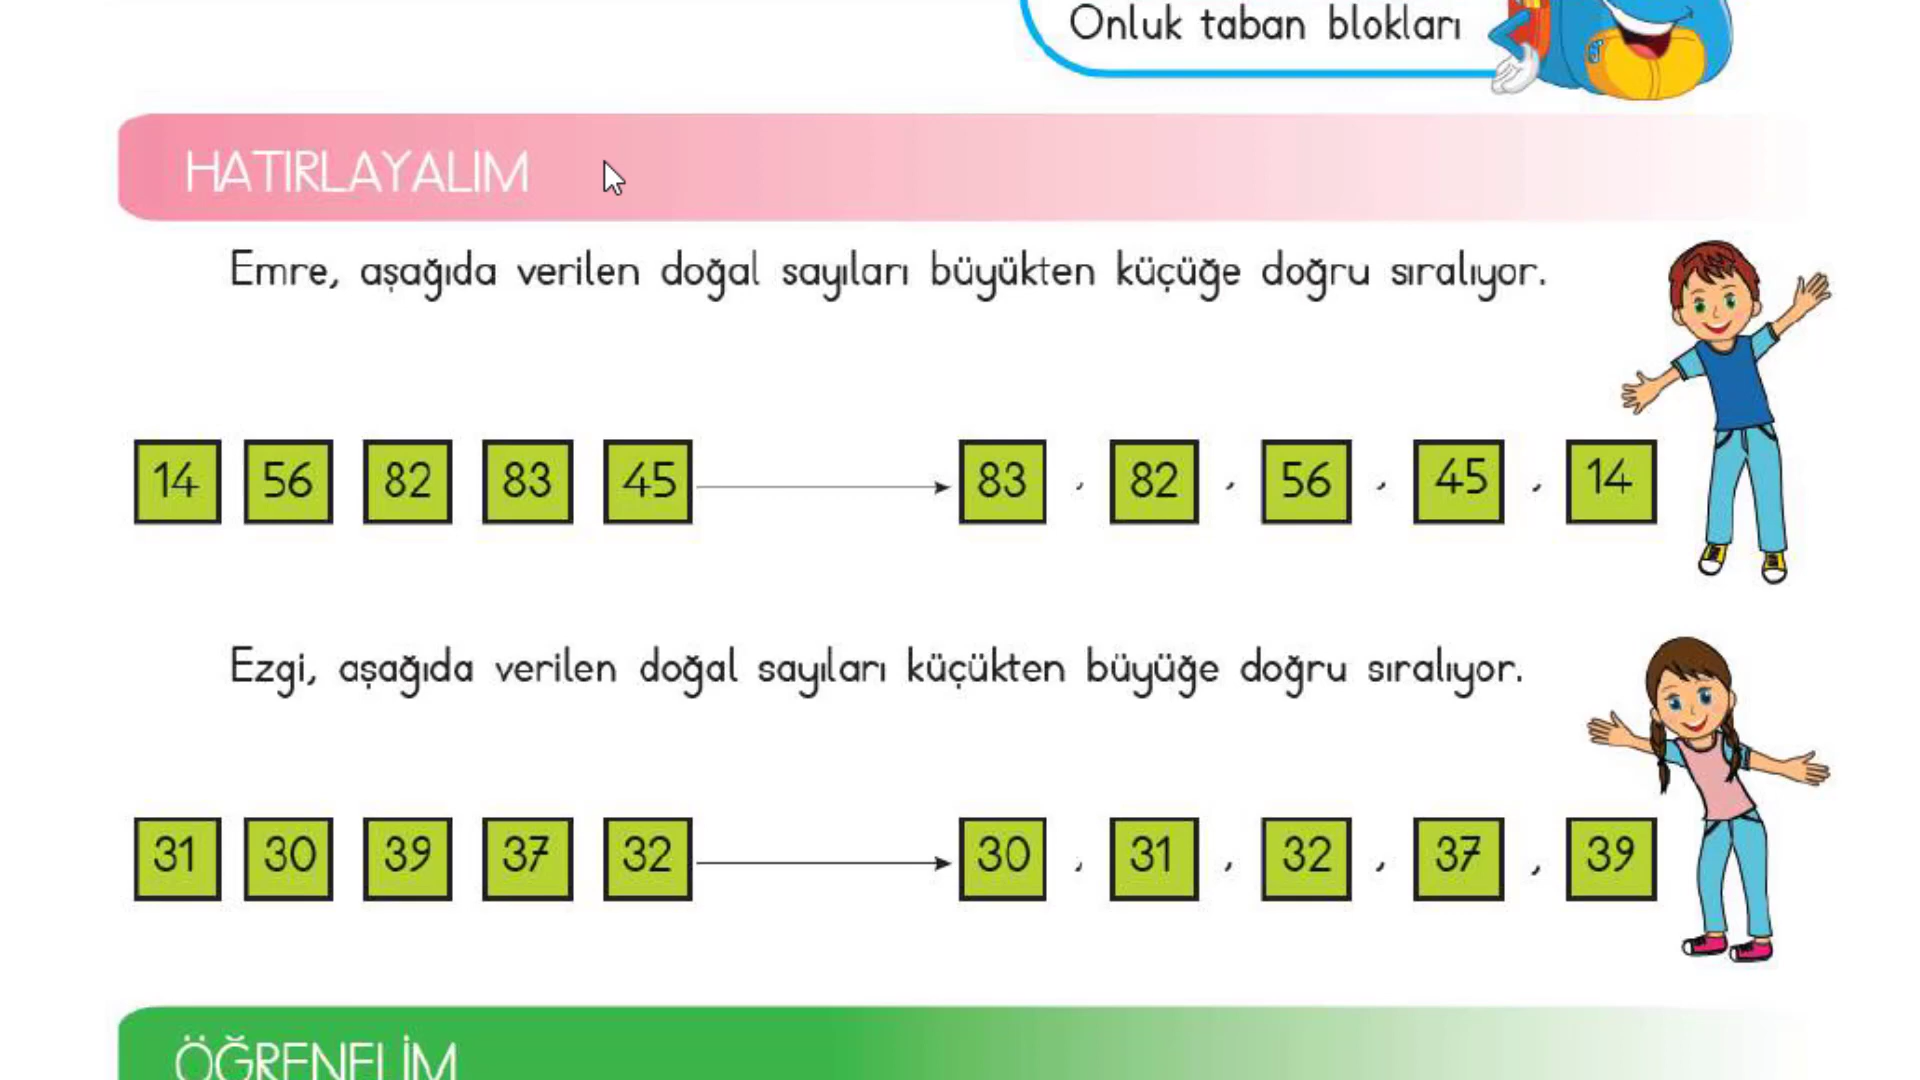 Onluk taban blokları
HATIRLAYALIM
Emre, aşağıda verilen doğal sayıları büyükten küçüğe doğru sıralıyor.
14 56 82 83 45 83 , 82 , 56 , 45 , 14
Ezgi, aşağıda verilen doğal sayıları küçükten büyüğe doğru sıralıyor.
31 30 39 37 32 30 , 31 , 32 , 37 , 39
ÖĞRENELİM